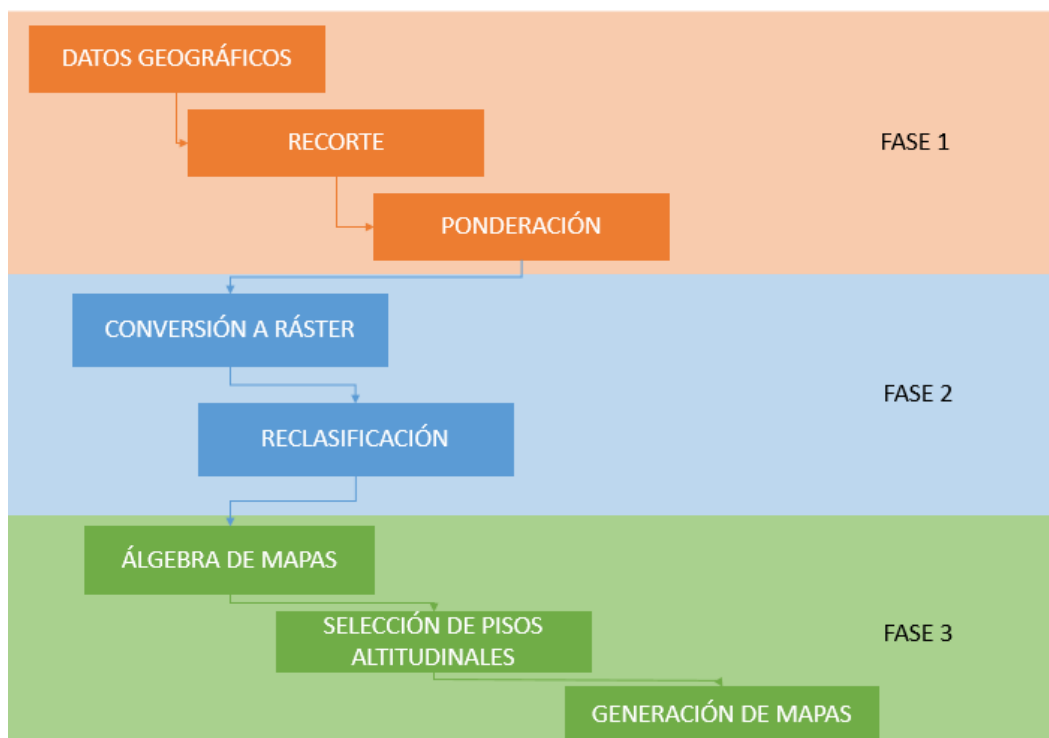 DATOS GEOGRÁFICOS
RECORTE
FASE 1
PONDERACIÓN
CONVERSIÓN A RÁSTER
FASE 2
RECLASIFICACIÓN
ÁLGEBRA DE MAPAS
SELECCIÓN DE PISOS
ALTITUDINALES
FASE 3
GENERACIÓN DE MAPAS